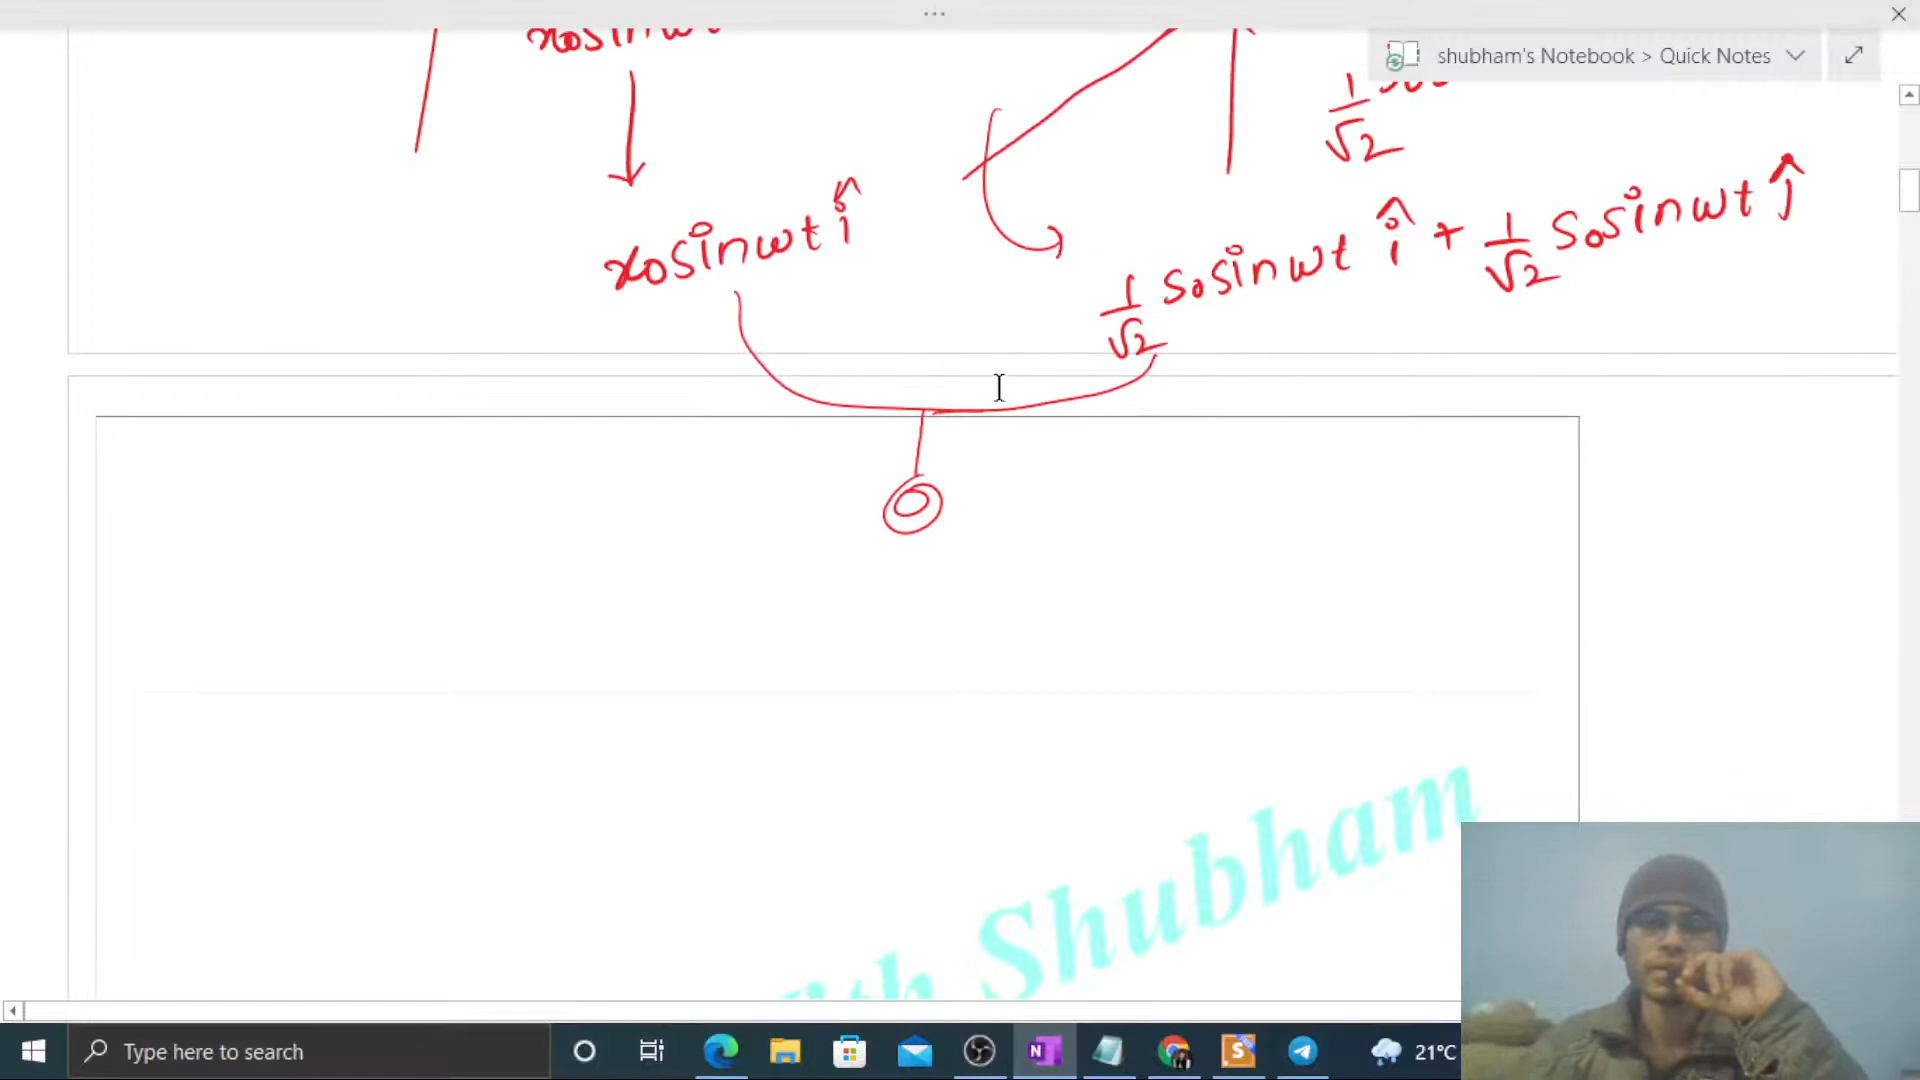 shubham's Notebook > Quick Notes
1/√2
x₀sinωt î
1/√2 s₀sinωt î + 1/√2 s₀sinωt ĵ
Shubham
Type here to search
21°C